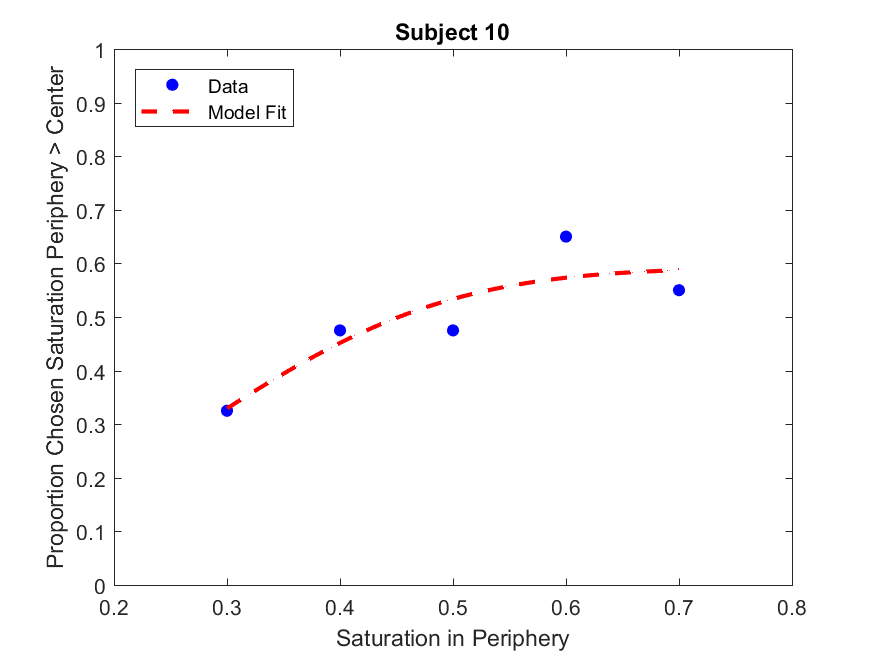 Subject 10
Data
Model Fit
Proportion Chosen Saturation Periphery > Center
1
0.9
0.8
0.7
0.6
0.5
0.4
0.3
0.2
0.1
0
0.2 0.3 0.4 0.5 0.6 0.7 0.8
Saturation in Periphery